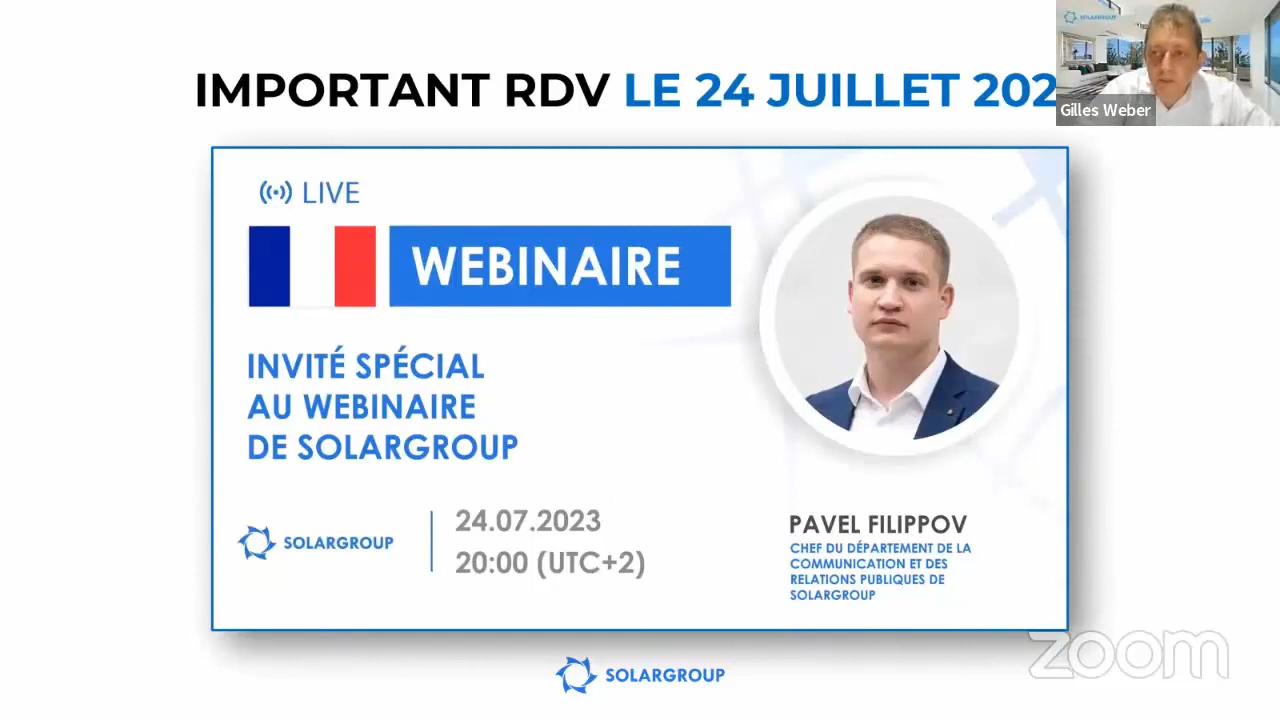 SOLARGROUP
IMPORTANT RDV LE 24 JUILLET 202
Gilles Weber
LIVE
WEBINAIRE
INVITÉ SPÉCIAL
AU WEBINAIRE
DE SOLARGROUP
SOLARGROUP
24.07.2023
20:00 (UTC+2)
PAVEL FILIPPOV
CHEF DU DÉPARTEMENT DE LA
COMMUNICATION ET DES
RELATIONS PUBLIQUES DE
SOLARGROUP
zoom
SOLARGROUP